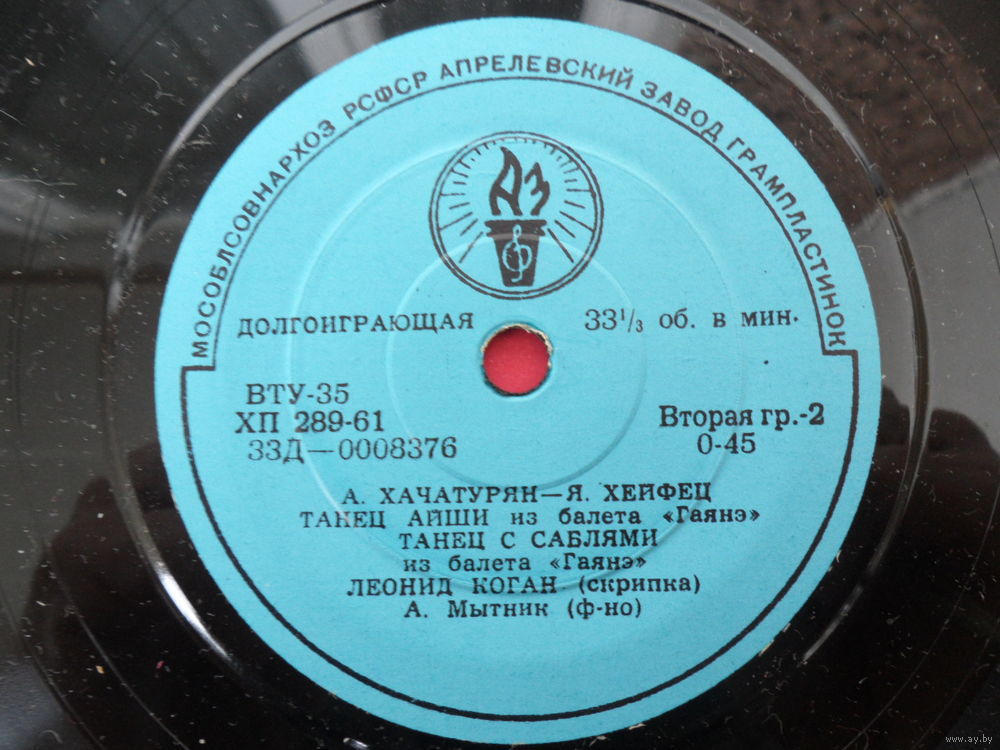 МОСОБЛСОВНАРХОЗ РСФСР АПРЕЛЕВСКИЙ ЗАВОД ГРАМПЛАСТИНОК
АЗ
ДОЛГОИГРАЮЩАЯ 33⅓ об. в мин.
ВТУ-35
ХП 289-61 Вторая гр.-2
33Д—0008376 0-45
А. ХАЧАТУРЯН—Я. ХЕЙФЕЦ
ТАНЕЦ АЙШИ из балета «Гаянэ»
ТАНЕЦ С САБЛЯМИ
из балета «Гаянэ»
ЛЕОНИД КОГАН (скрипка)
А. Мытник (ф-но)
www.ay.by